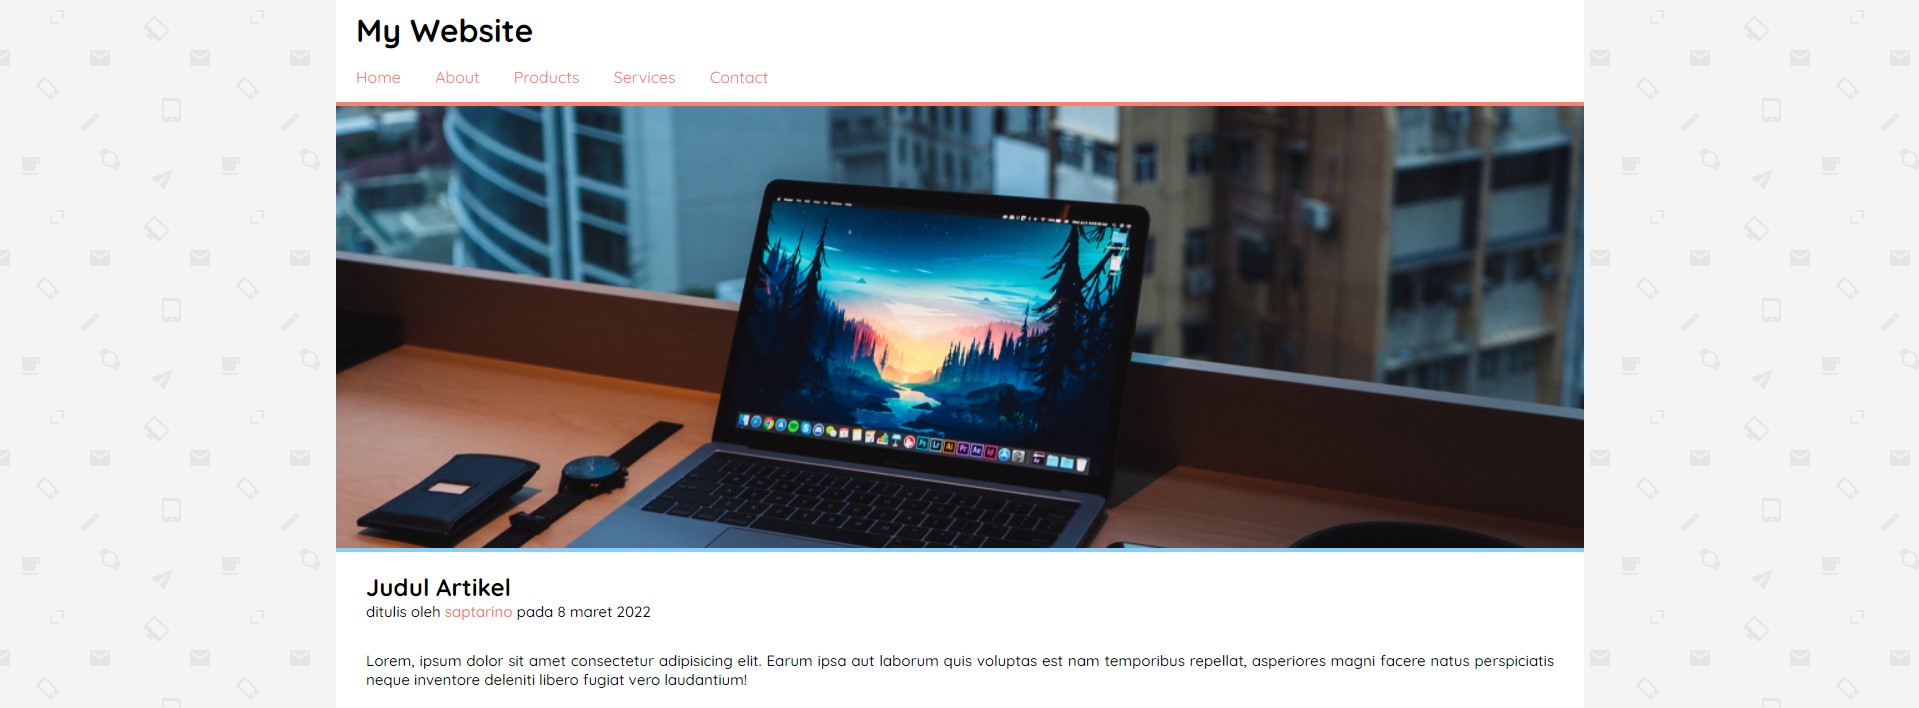 My Website
Home About Products Services Contact
Judul Artikel
ditulis oleh saptarino pada 8 maret 2022
Lorem, ipsum dolor sit amet consectetur adipisicing elit. Earum ipsa aut laborum quis voluptas est nam temporibus repellat, asperiores magni facere natus perspiciatis
neque inventore deleniti libero fugiat vero laudantium!